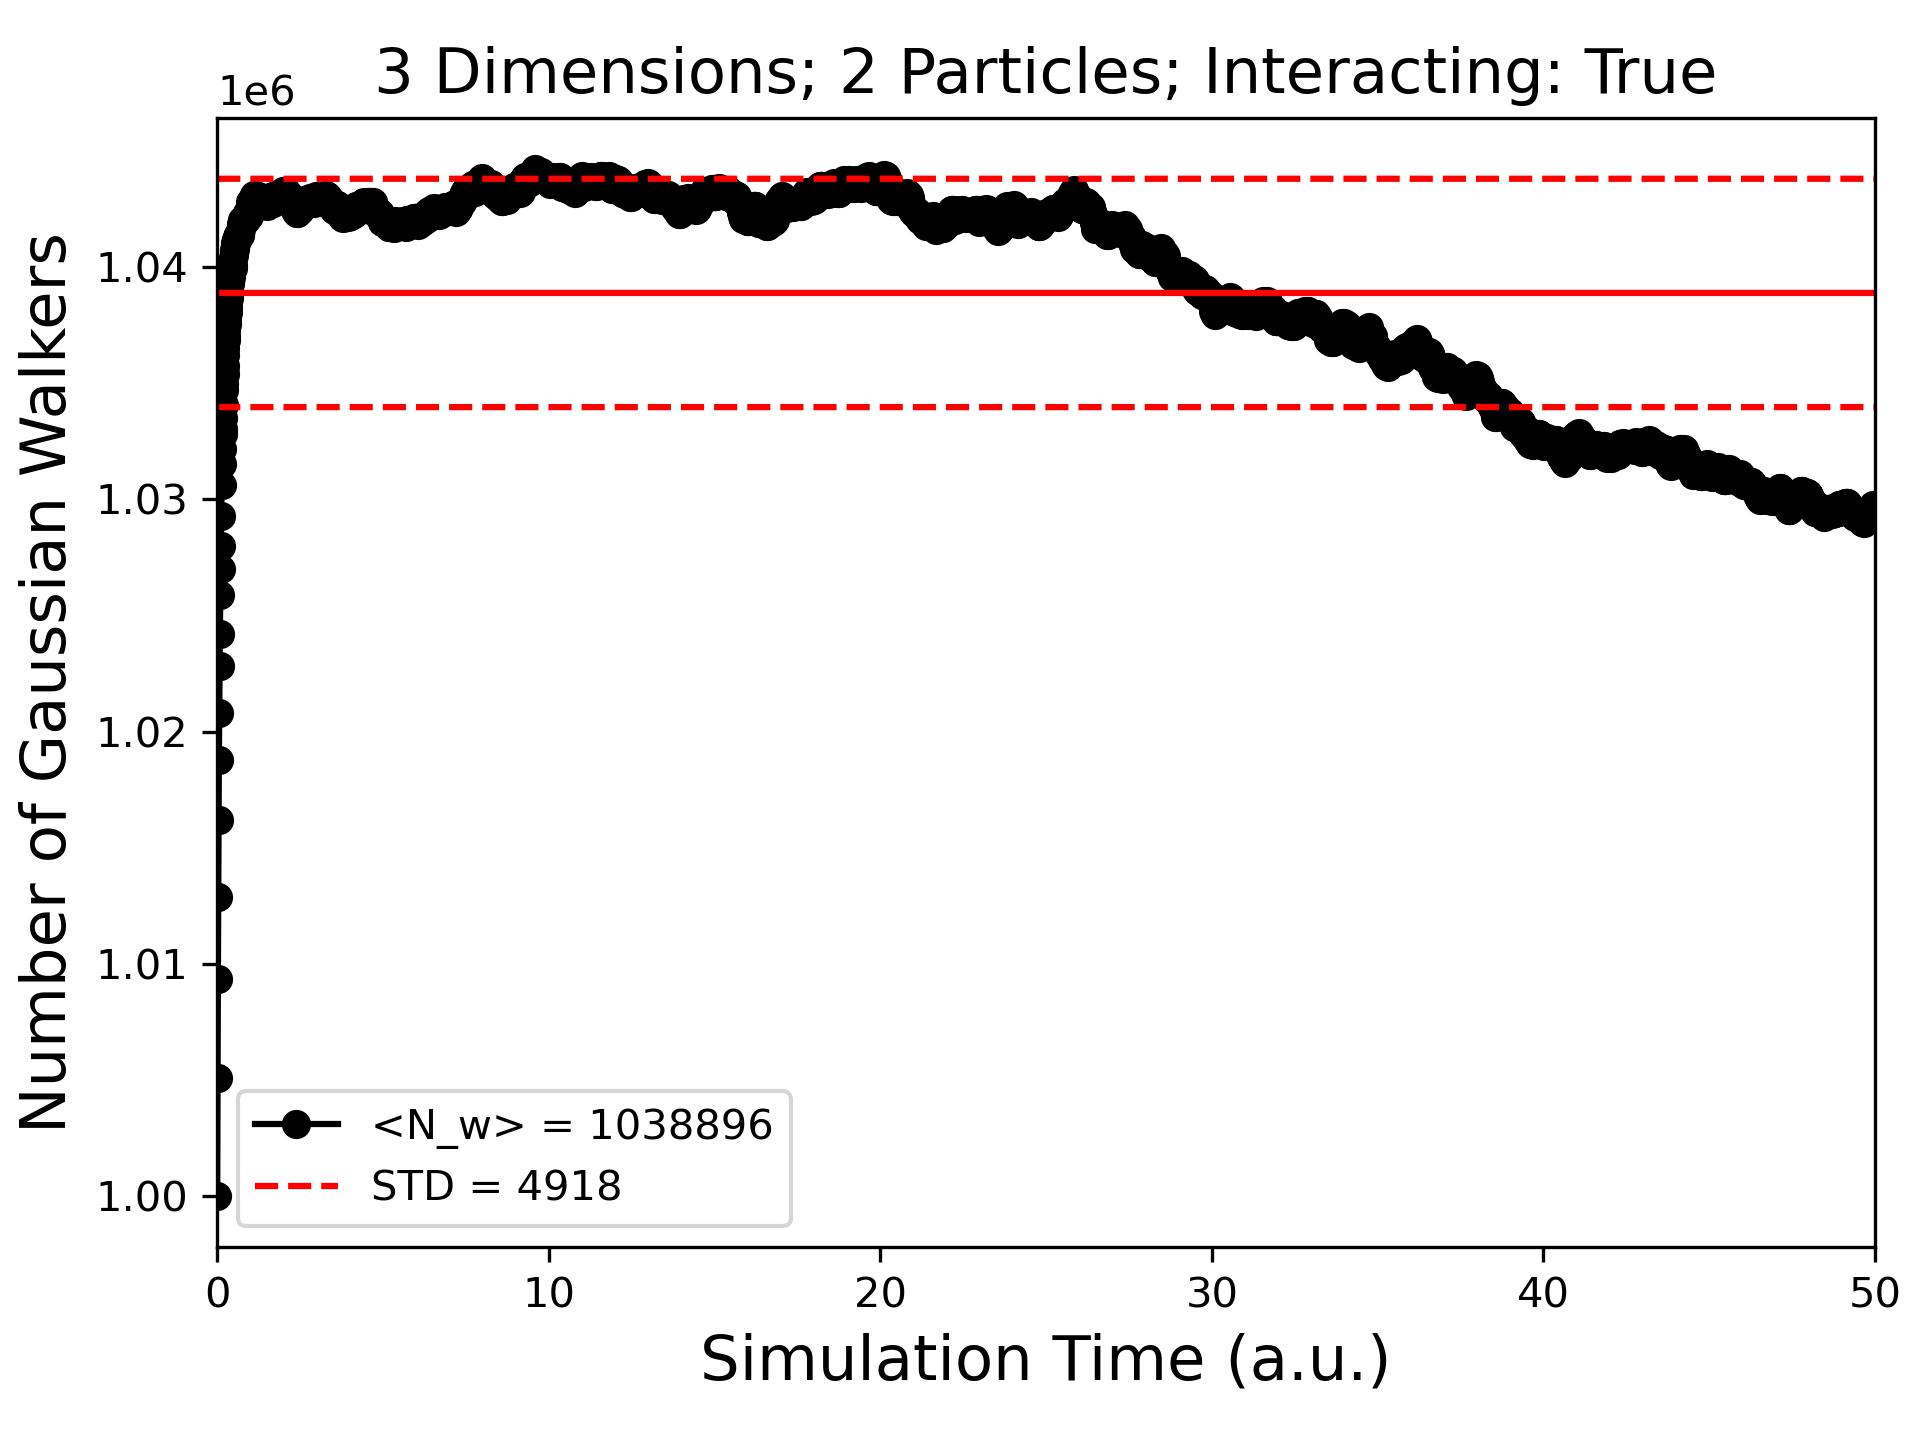 3 Dimensions; 2 Particles; Interacting: True
1e6
Number of Gaussian Walkers
1.04
1.03
1.02
1.01
1.00
<N_w> = 1038896
STD = 4918
0 10 20 30 40 50
Simulation Time (a.u.)